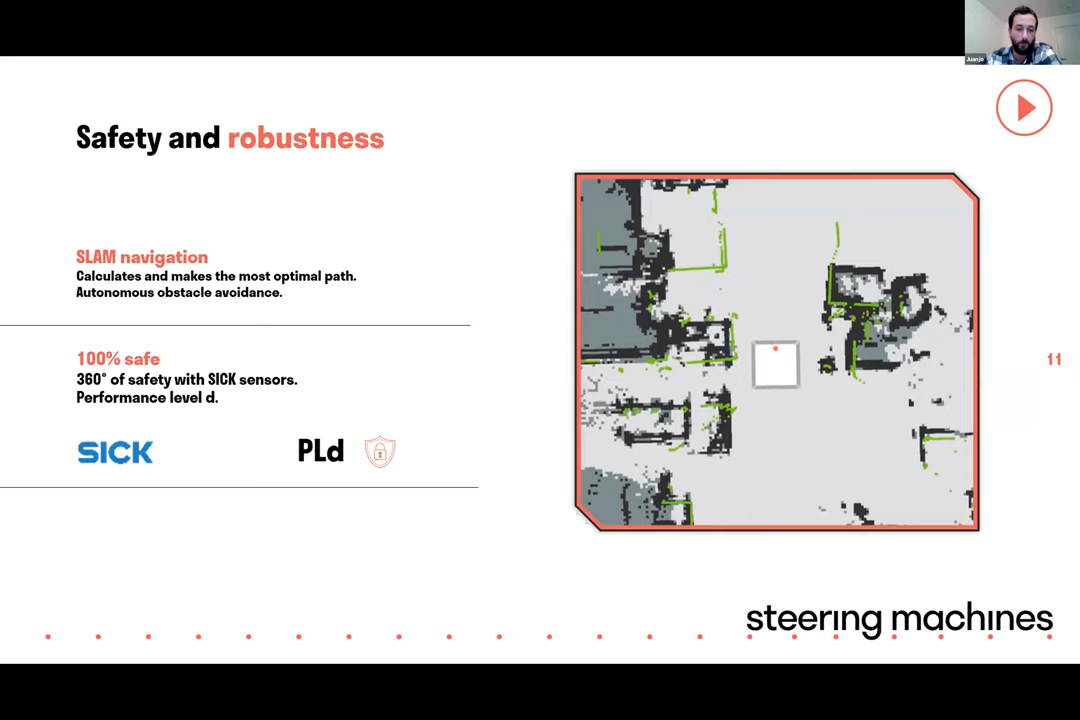 Juanjo
Safety and robustness
SLAM navigation
Calculates and makes the most optimal path.
Autonomous obstacle avoidance.
100% safe
360° of safety with SICK sensors.
Performance level d.
SICK
PLd
11
steering machines